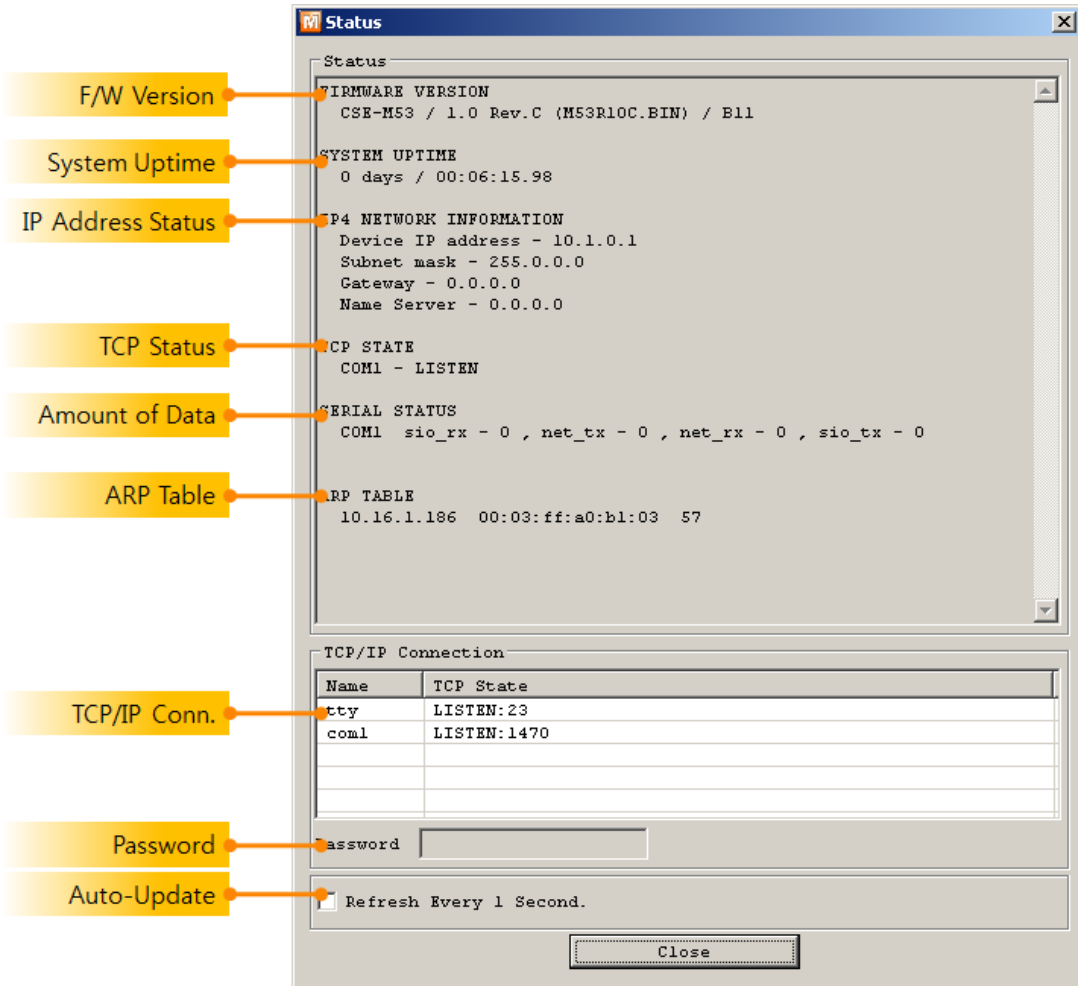 Status
Status
F/W Version
FIRMWARE VERSION
CSE-M53 / 1.0 Rev.C (M53R10C.BIN) / B11
System Uptime
SYSTEM UPTIME
0 days / 00:06:15.98
IP Address Status
IP4 NETWORK INFORMATION
Device IP address - 10.1.0.1
Subnet mask - 255.0.0.0
Gateway - 0.0.0.0
Name Server - 0.0.0.0
TCP Status
TCP STATE
COM1 - LISTEN
Amount of Data
SERIAL STATUS
COM1 sio_rx - 0 , net_tx - 0 , net_rx - 0 , sio_tx - 0
ARP Table
ARP TABLE
10.16.1.186 00:03:ff:a0:b1:03 57
TCP/IP Connection
Name TCP State
TCP/IP Conn.
tty LISTEN:23
com1 LISTEN:1470
Password
Password
Auto-Update
Refresh Every 1 Second.
Close